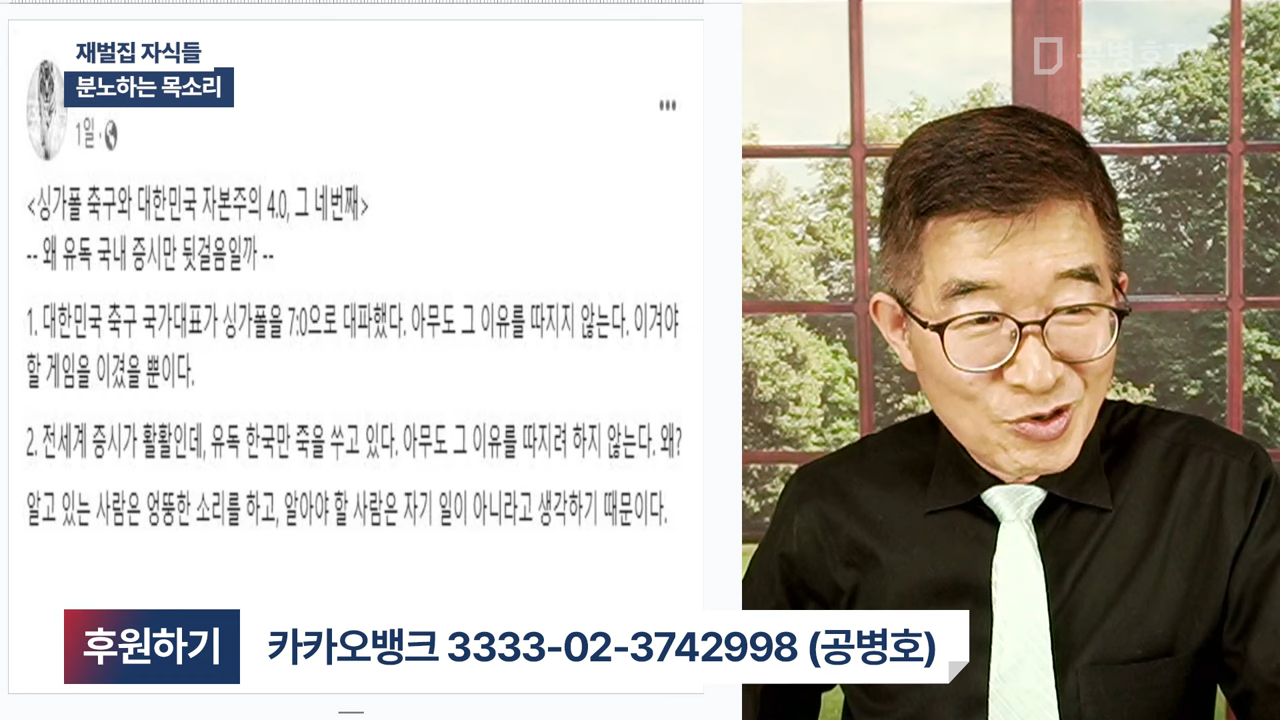 재벌집 자식들
분노하는 목소리
1일 ·
<싱가폴 축구와 대한민국 자본주의 4.0, 그 네번째>
-- 왜 유독 국내 증시만 뒷걸음일까 --
1. 대한민국 축구 국가대표가 싱가폴을 7:0으로 대파했다. 아무도 그 이유를 따지지 않는다. 이겨야
할 게임을 이겼을 뿐이다.
2. 전세계 증시가 활활인데, 유독 한국만 죽을 쑤고 있다. 아무도 그 이유를 따지려 하지 않는다. 왜?
알고 있는 사람은 엉뚱한 소리를 하고, 알아야 할 사람은 자기 일이 아니라고 생각하기 때문이다.
공병호
후원하기
카카오뱅크 3333-02-3742998 (공병호)